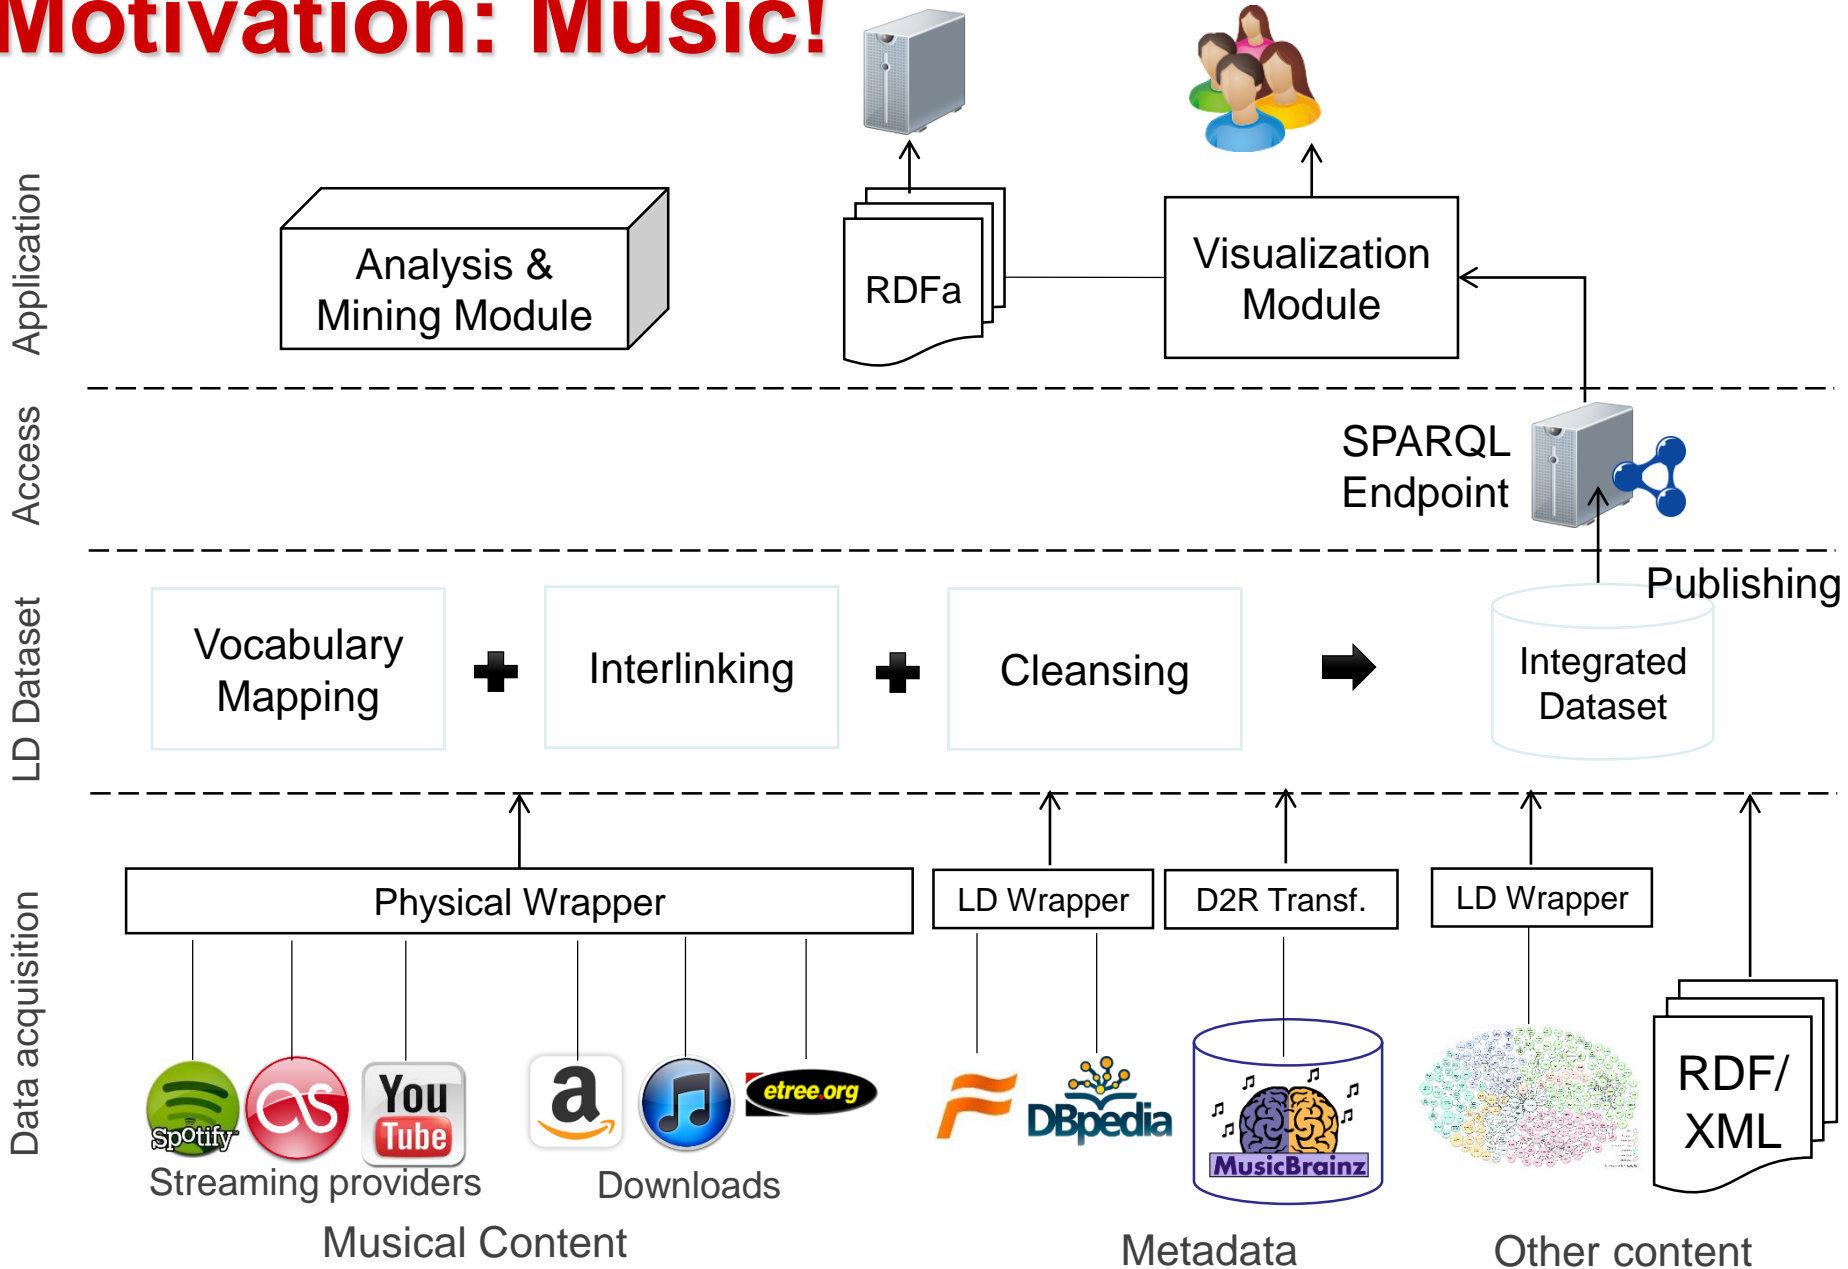 Motivation: Music!
Application
Analysis &
Mining Module
RDFa
Visualization
Module
Access
SPARQL
Endpoint
LD Dataset
Vocabulary
Mapping
Interlinking
Cleansing
Publishing
Integrated
Dataset
Data acquisition
Physical Wrapper
LD Wrapper
D2R Transf.
LD Wrapper
Spotify
You
Tube
a
etree.org
DBpedia
MusicBrainz
RDF/
XML
Streaming providers
Downloads
Musical Content
Metadata
Other content